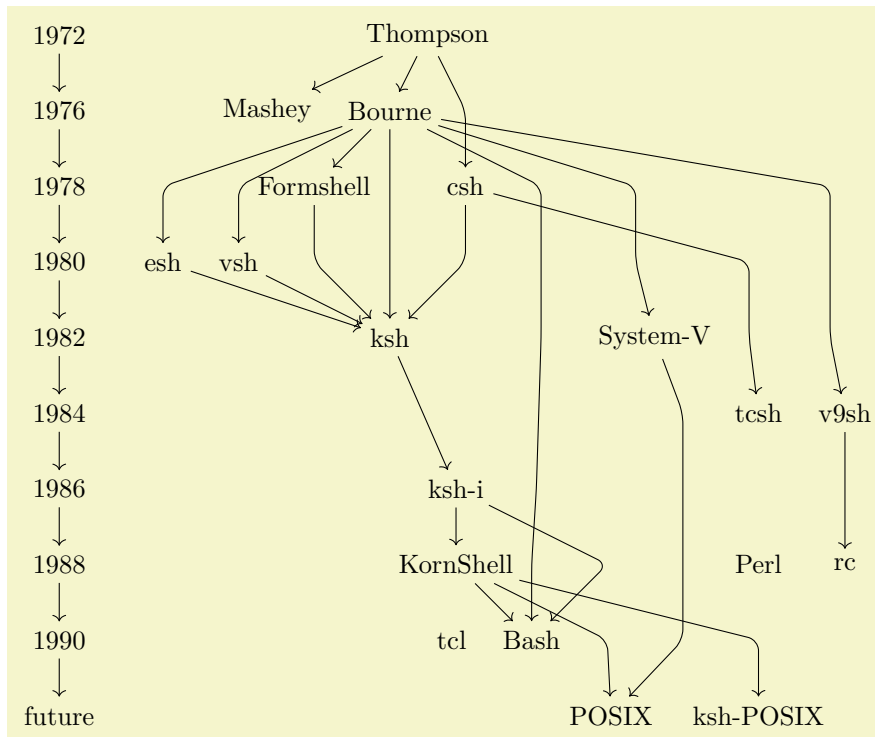 1972 Thompson
1976 Mashey Bourne
1978 Formshell csh
1980 esh vsh
1982 ksh System-V
1984 tcsh v9sh
1986 ksh-i
1988 KornShell Perl rc
1990 tcl Bash
future POSIX ksh-POSIX